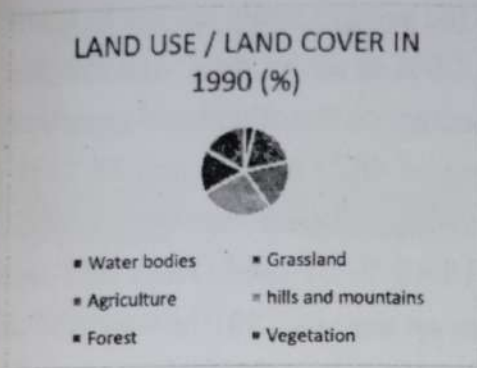 LAND USE / LAND COVER IN
1990 (%)
Water bodies
Grassland
Agriculture
hills and mountains
Forest
Vegetation